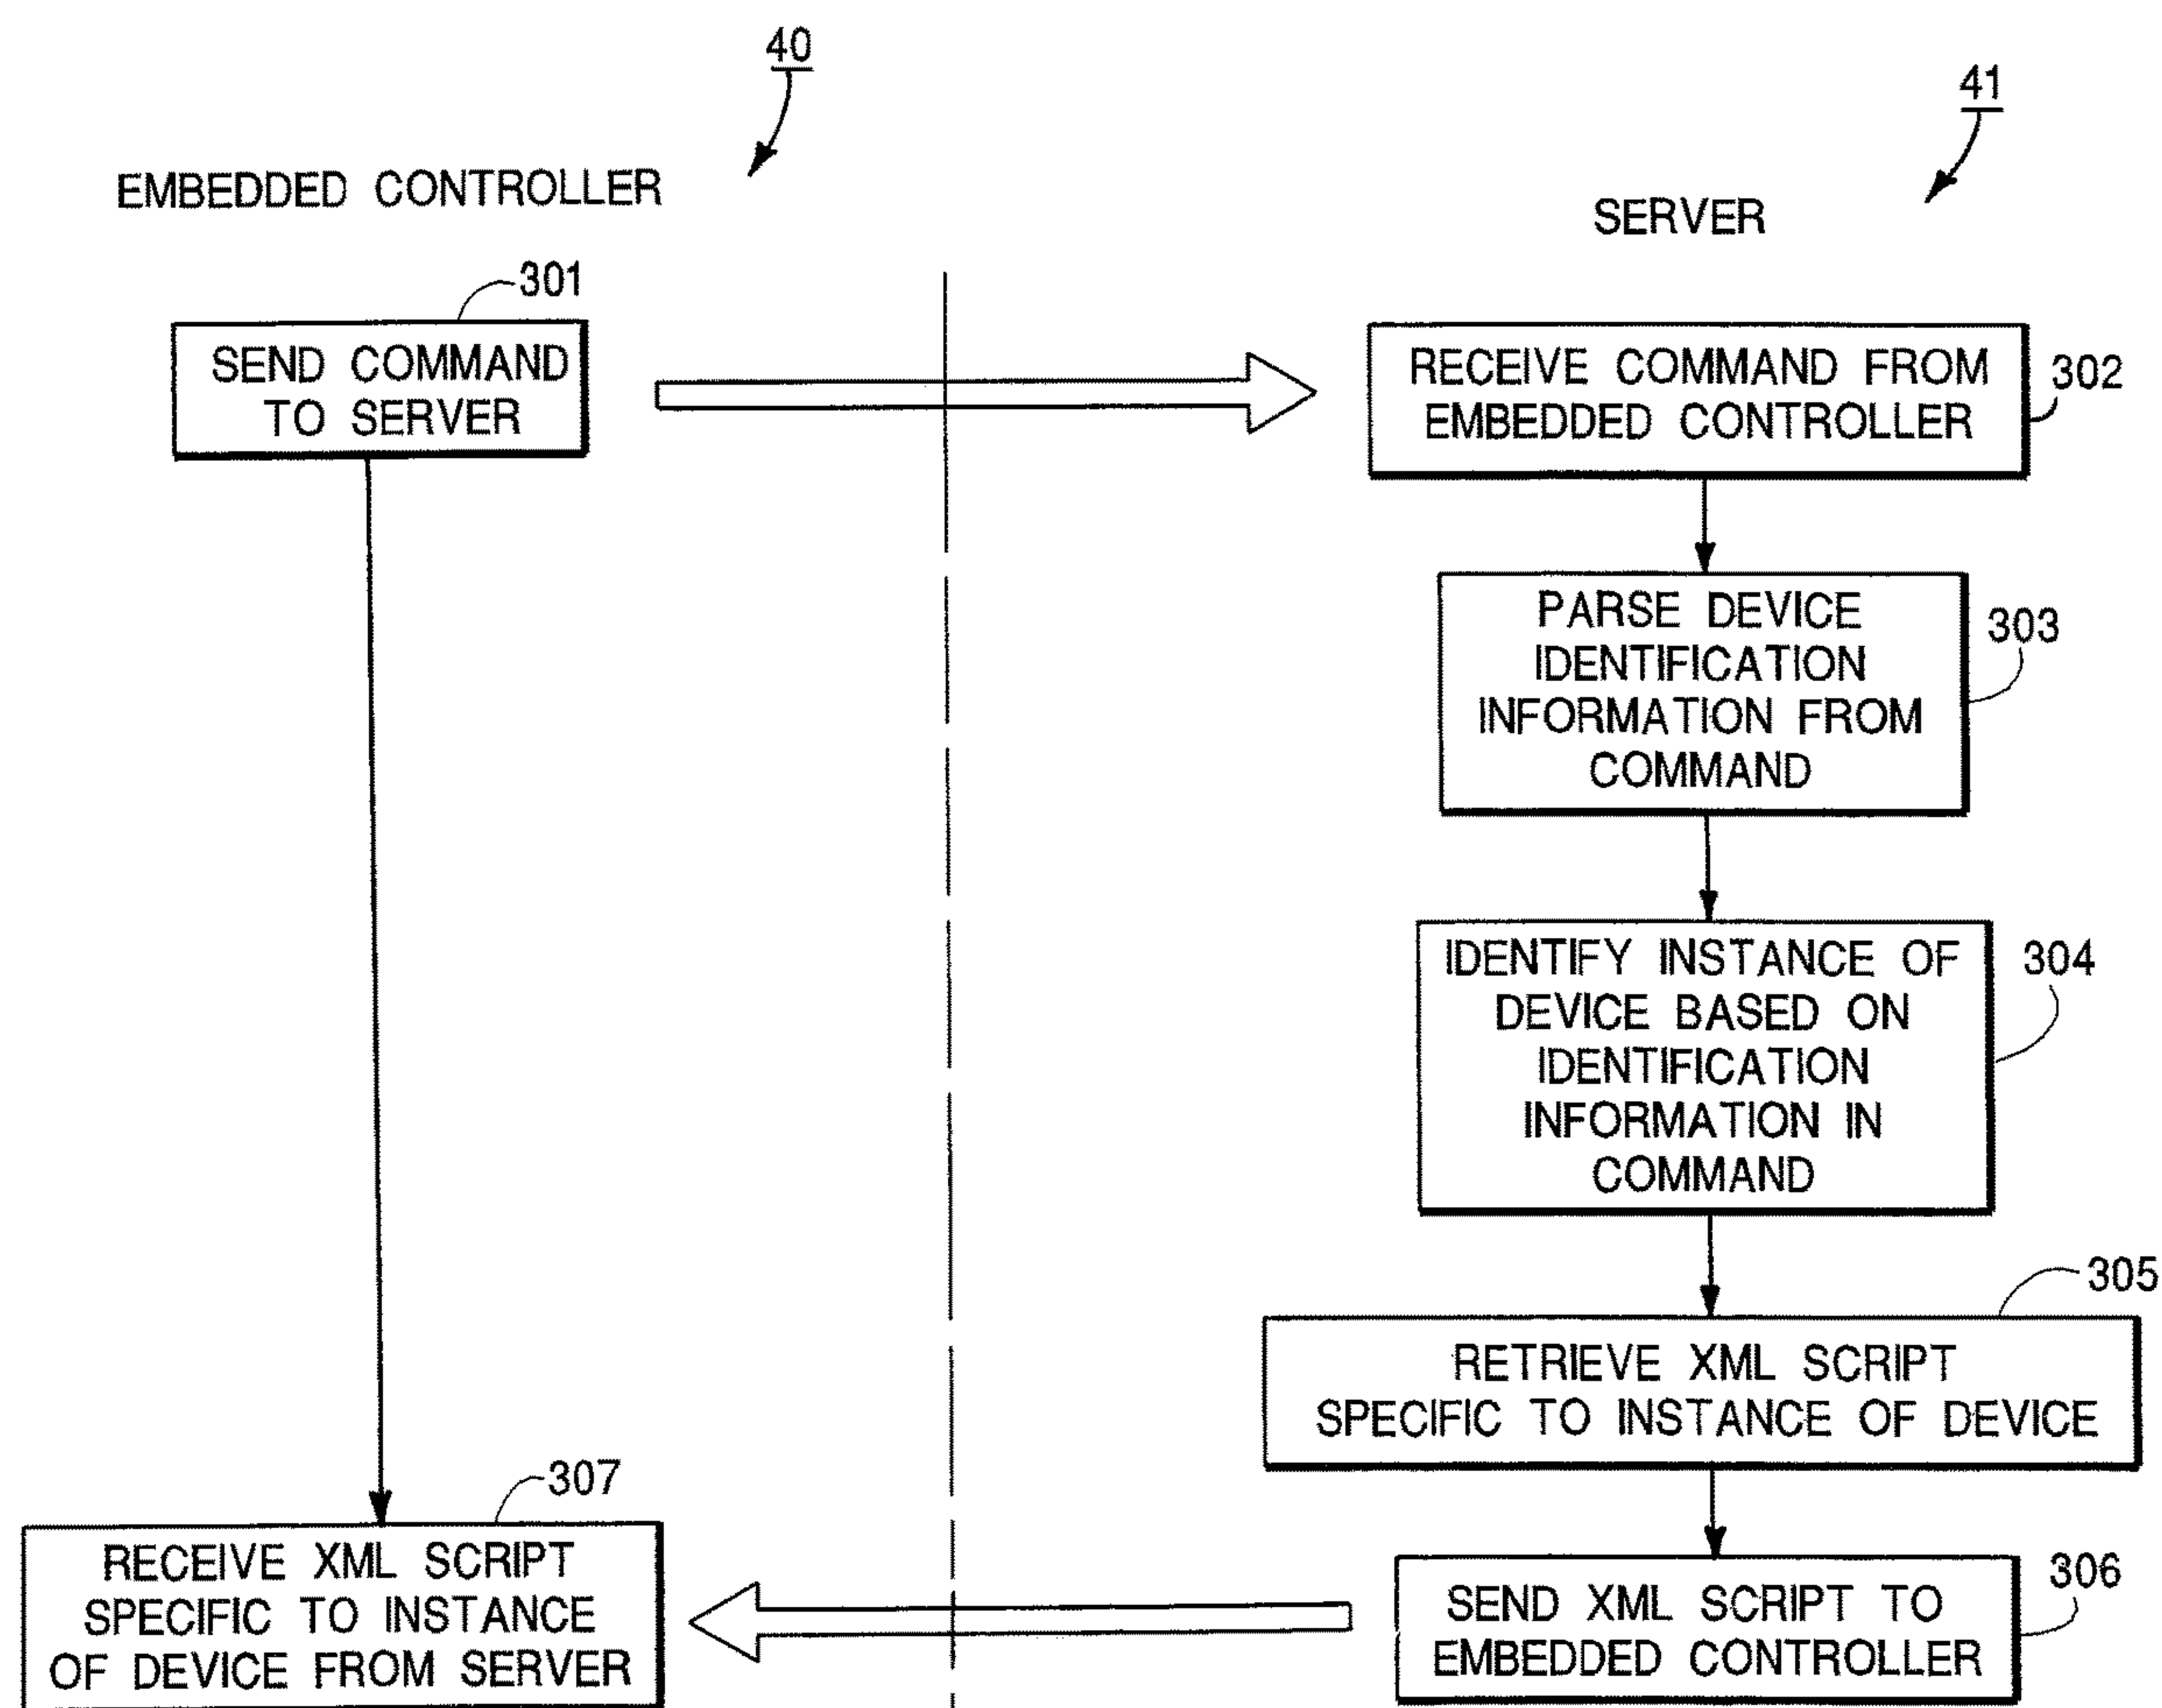 40
41
EMBEDDED CONTROLLER
SERVER
301
SEND COMMAND
TO SERVER
RECEIVE COMMAND FROM
EMBEDDED CONTROLLER
302
PARSE DEVICE
IDENTIFICATION
INFORMATION FROM
COMMAND
303
IDENTIFY INSTANCE OF
DEVICE BASED ON
IDENTIFICATION
INFORMATION IN
COMMAND
304
305
RETRIEVE XML SCRIPT
SPECIFIC TO INSTANCE OF DEVICE
307
RECEIVE XML SCRIPT
SPECIFIC TO INSTANCE
OF DEVICE FROM SERVER
306
SEND XML SCRIPT TO
EMBEDDED CONTROLLER